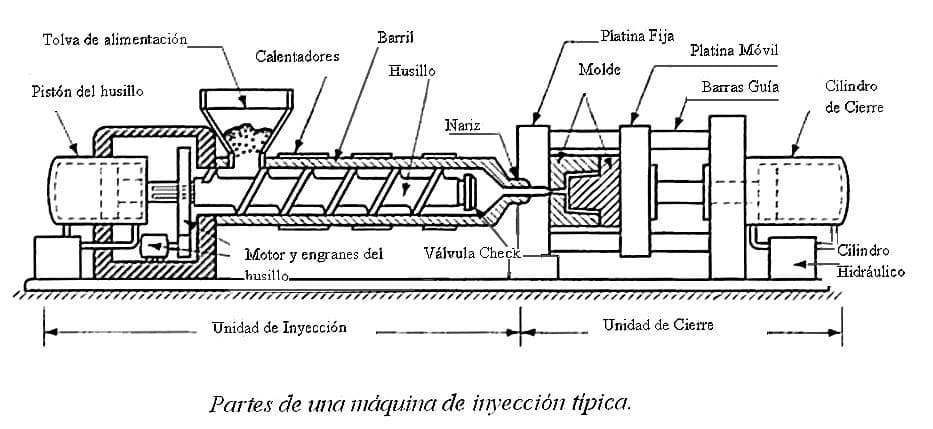 Tolva de alimentación
Pistón del husillo
Calentadores
Barril
Husillo
Nariz
Platina Fija
Molde
Platina Móvil
Barras Guía
Cilindro
de Cierre
Motor y engranes del
husillo
Válvula Check
Cilindro
Hidráulico
Unidad de Inyección
Unidad de Cierre
Partes de una máquina de inyección típica.